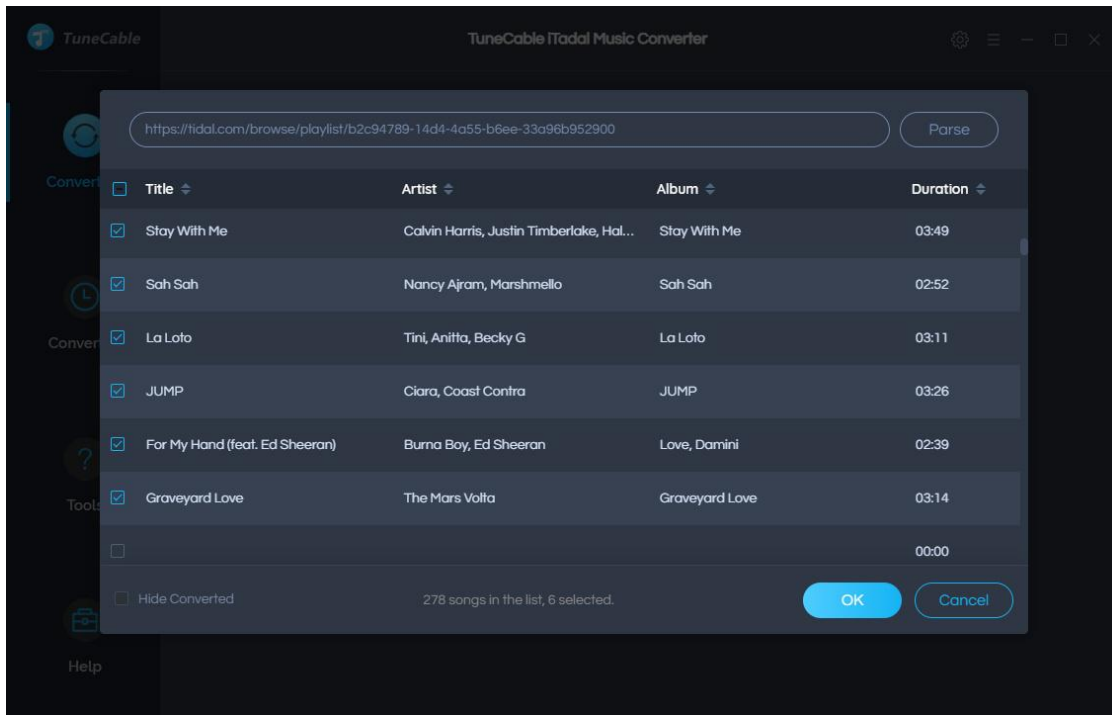 TuneCable
TuneCable iTadal Music Converter
https://tidal.com/browse/playlist/b2c94789-14d4-4a55-b6ee-33a96b952900
Parse
Title Artist Album Duration
Stay With Me Calvin Harris, Justin Timberlake, Hal... Stay With Me 03:49
Sah Sah Nancy Ajram, Marshmello Sah Sah 02:52
La Loto Tini, Anitta, Becky G La Loto 03:11
JUMP Ciara, Coast Contra JUMP 03:26
For My Hand (feat. Ed Sheeran) Burna Boy, Ed Sheeran Love, Damini 02:39
Graveyard Love The Mars Volta Graveyard Love 03:14
00:00
Hide Converted 278 songs in the list, 6 selected. OK Cancel
Convert
Conver
Tools
Help